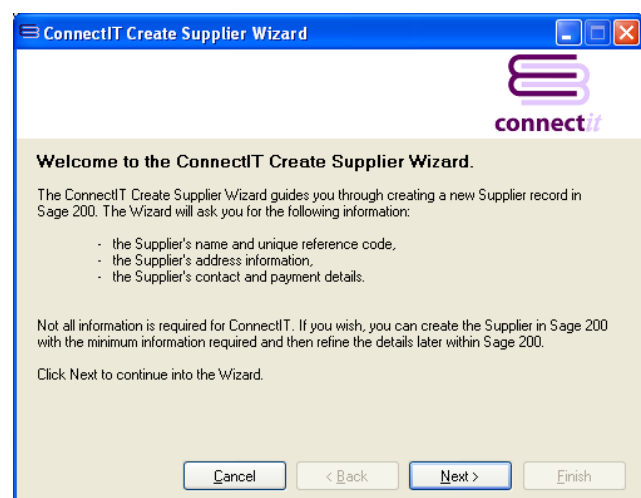 ConnectIT Create Supplier Wizard
connectit
Welcome to the ConnectIT Create Supplier Wizard.
The ConnectIT Create Supplier Wizard guides you through creating a new Supplier record in
Sage 200. The Wizard will ask you for the following information:
- the Supplier's name and unique reference code,
- the Supplier's address information,
- the Supplier's contact and payment details.
Not all information is required for ConnectIT. If you wish, you can create the Supplier in Sage 200
with the minimum information required and then refine the details later within Sage 200.
Click Next to continue into the Wizard.
Cancel < Back Next > Finish